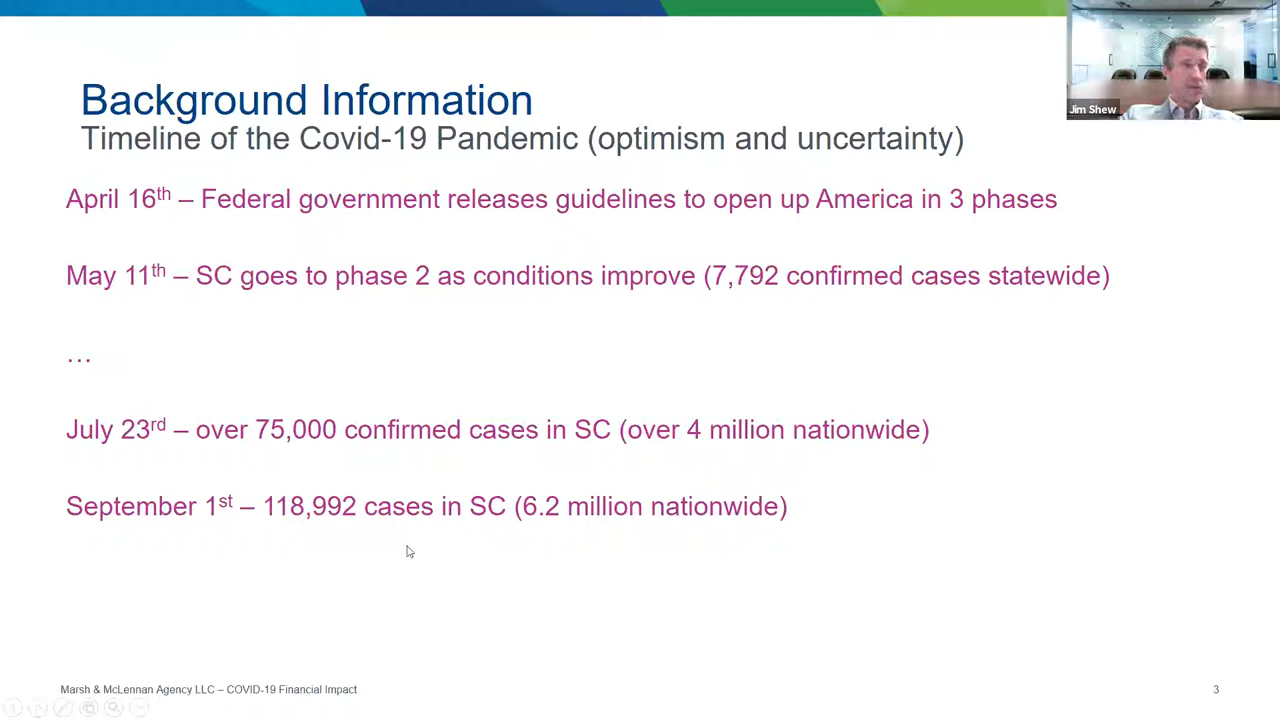 Jim Shew
Background Information
Timeline of the Covid-19 Pandemic (optimism and uncertainty)
April 16th – Federal government releases guidelines to open up America in 3 phases
May 11th – SC goes to phase 2 as conditions improve (7,792 confirmed cases statewide)
…
July 23rd – over 75,000 confirmed cases in SC (over 4 million nationwide)
September 1st – 118,992 cases in SC (6.2 million nationwide)
Marsh & McLennan Agency LLC – COVID-19 Financial Impact
3